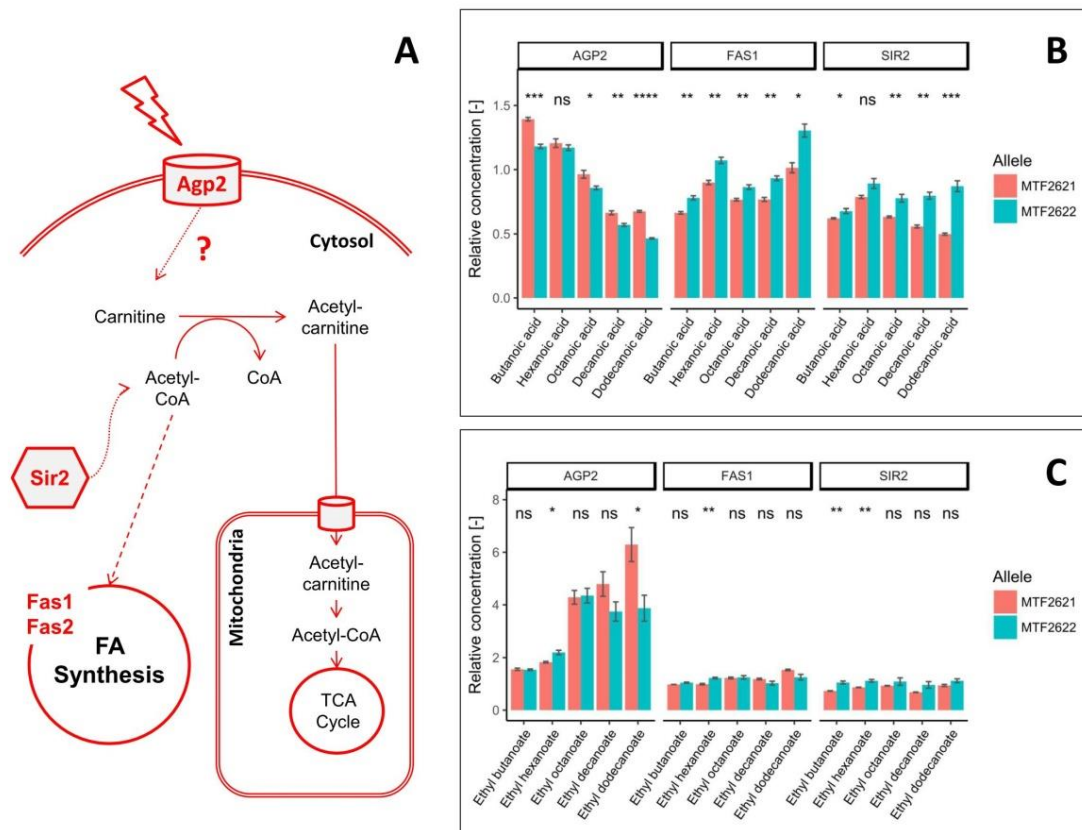 A
Agp2
?
Cytosol
Carnitine
Acetyl-
carnitine
Acetyl-
CoA
CoA
Sir2
Mitochondria
Acetyl-
carnitine
Acetyl-CoA
TCA
Cycle
Fas1
Fas2
FA
Synthesis
B
AGP2 FAS1 SIR2
*** ns * ** **** ** ** ** ** * * ns ** ** ***
Relative concentration [-]
1.5
1.0
0.5
0.0
Butanoic acid
Hexanoic acid
Octanoic acid
Decanoic acid
Dodecanoic acid
Butanoic acid
Hexanoic acid
Octanoic acid
Decanoic acid
Dodecanoic acid
Butanoic acid
Hexanoic acid
Octanoic acid
Decanoic acid
Dodecanoic acid
Allele
MTF2621
MTF2622
C
AGP2 FAS1 SIR2
ns * ns ns * ns ** ns ns ns ** ** ns ns ns
Relative concentration [-]
8
6
4
2
0
Ethyl butanoate
Ethyl hexanoate
Ethyl octanoate
Ethyl decanoate
Ethyl dodecanoate
Ethyl butanoate
Ethyl hexanoate
Ethyl octanoate
Ethyl decanoate
Ethyl dodecanoate
Ethyl butanoate
Ethyl hexanoate
Ethyl octanoate
Ethyl decanoate
Ethyl dodecanoate
Allele
MTF2621
MTF2622